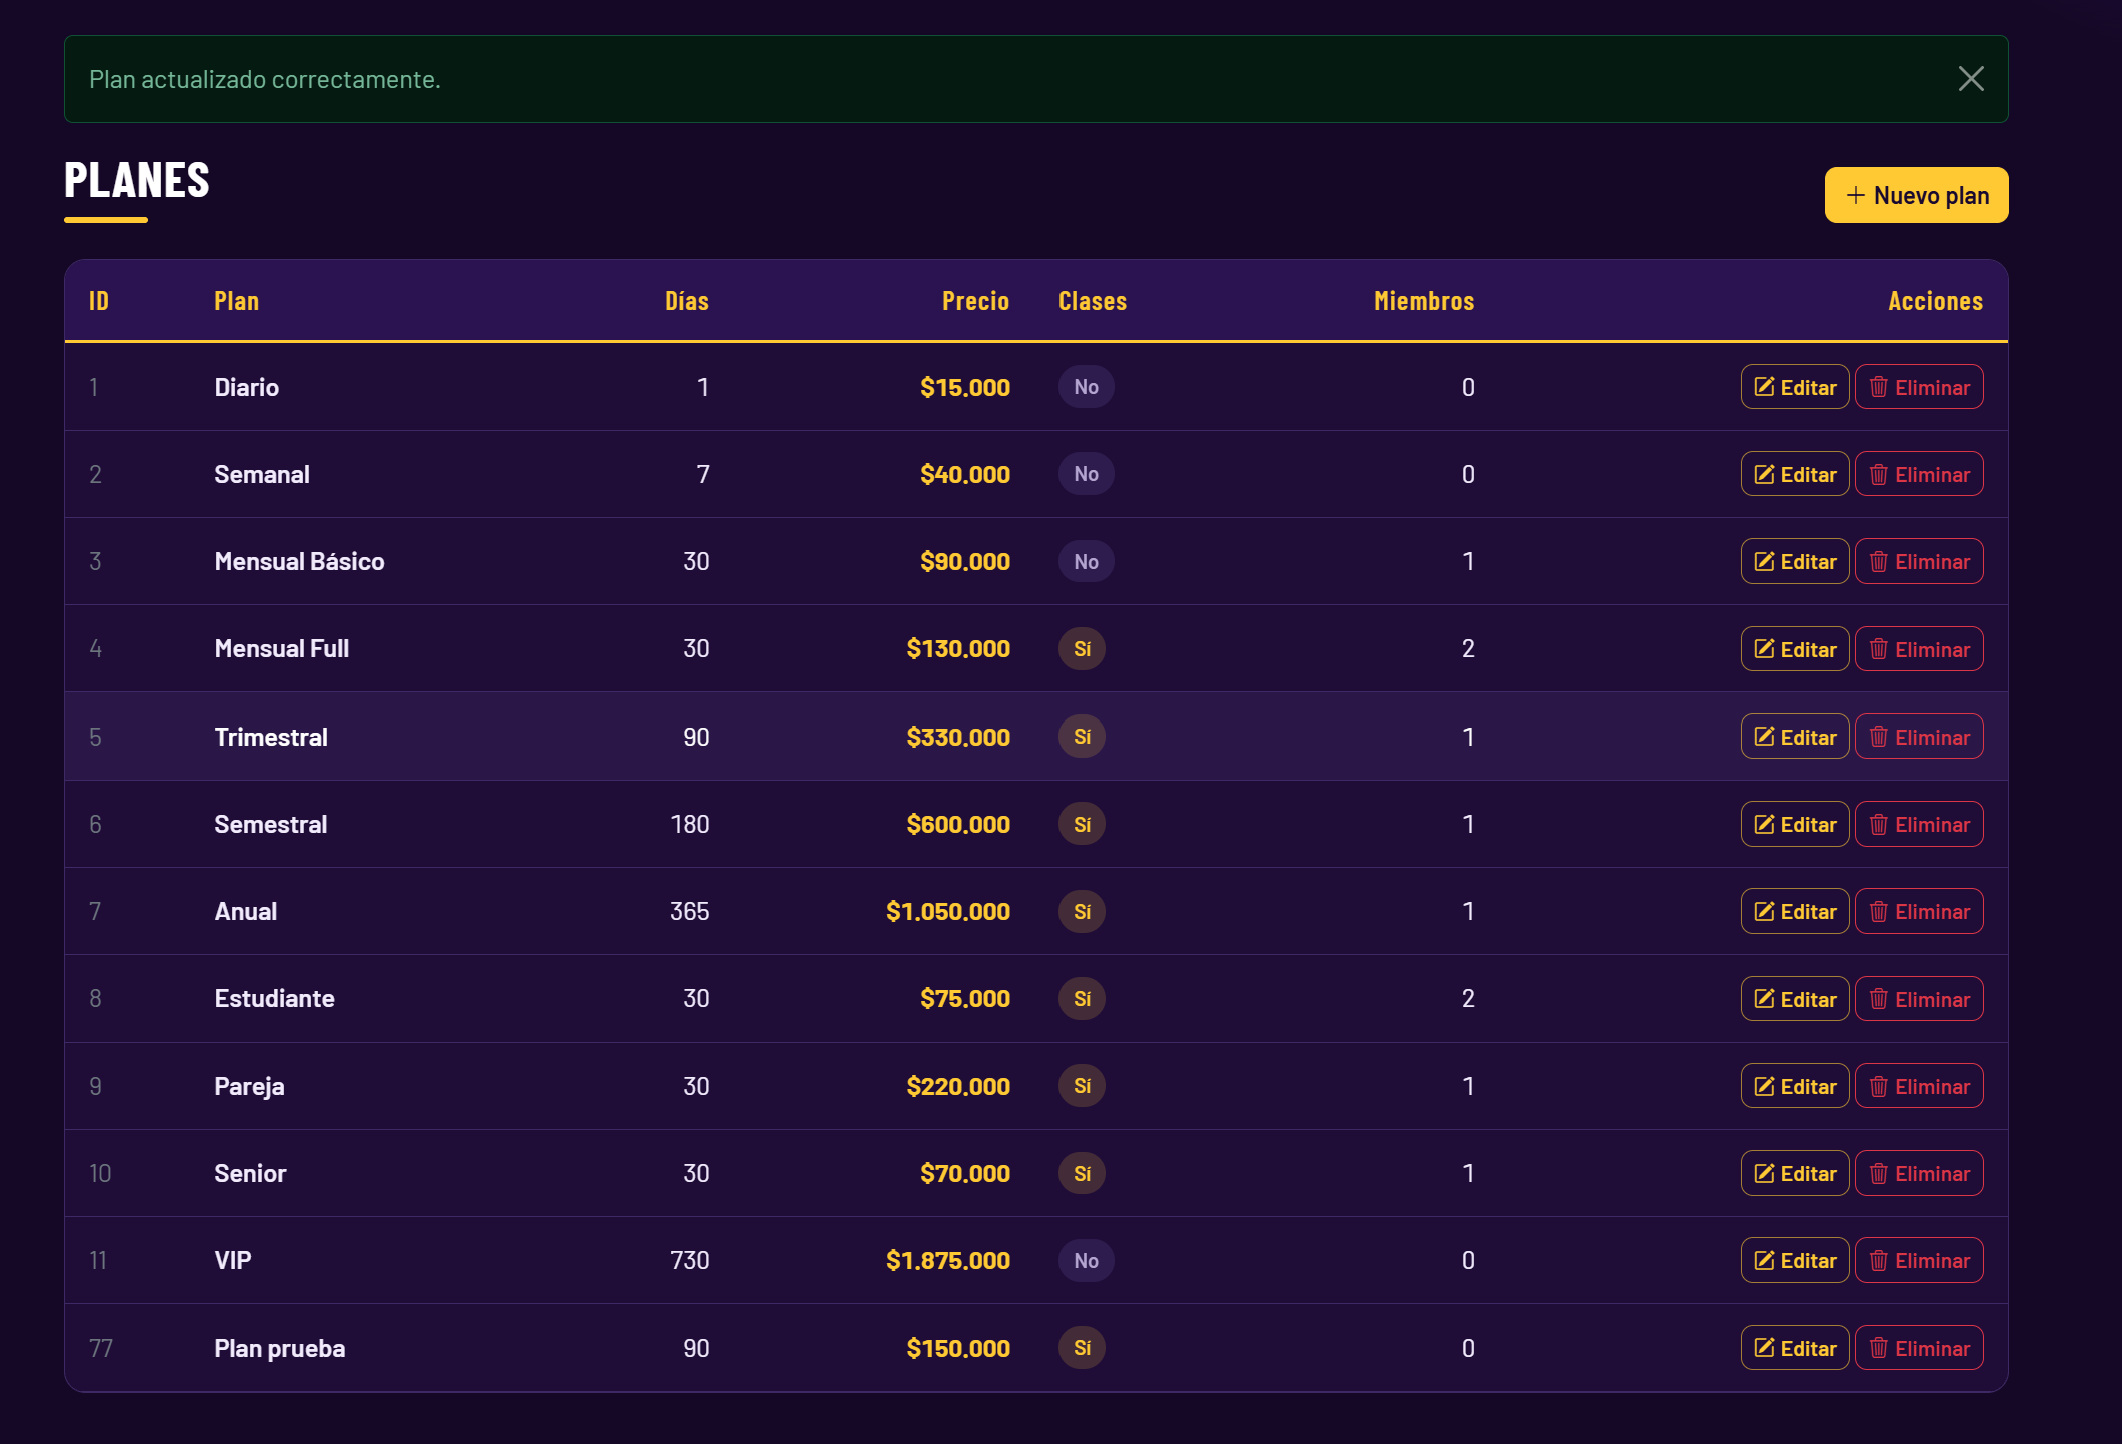 Plan actualizado correctamente.
PLANES
+ Nuevo plan
ID Plan Días Precio Clases Miembros Acciones
1 Diario 1 $15.000 No 0 Editar Eliminar
2 Semanal 7 $40.000 No 0 Editar Eliminar
3 Mensual Básico 30 $90.000 No 1 Editar Eliminar
4 Mensual Full 30 $130.000 Sí 2 Editar Eliminar
5 Trimestral 90 $330.000 Sí 1 Editar Eliminar
6 Semestral 180 $600.000 Sí 1 Editar Eliminar
7 Anual 365 $1.050.000 Sí 1 Editar Eliminar
8 Estudiante 30 $75.000 Sí 2 Editar Eliminar
9 Pareja 30 $220.000 Sí 1 Editar Eliminar
10 Senior 30 $70.000 Sí 1 Editar Eliminar
11 VIP 730 $1.875.000 No 0 Editar Eliminar
77 Plan prueba 90 $150.000 Sí 0 Editar Eliminar